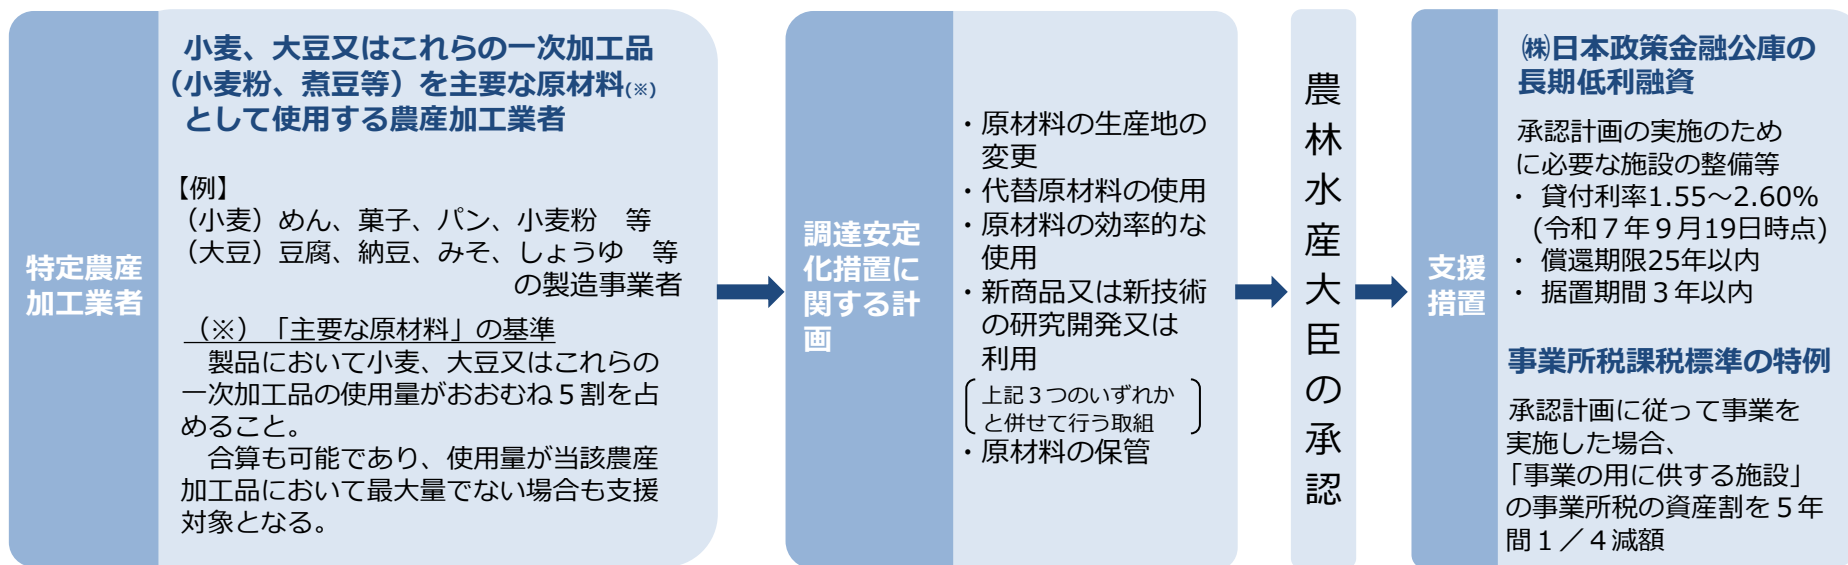 特定農産
加工業者
小麦、大豆又はこれらの一次加工品
（小麦粉、煮豆等）を主要な原材料(※)
として使用する農産加工業者
【例】
（小麦）めん、菓子、パン、小麦粉　等
（大豆）豆腐、納豆、みそ、しょうゆ　等
の製造事業者
（※）「主要な原材料」の基準
　製品において小麦、大豆又はこれらの
一次加工品の使用量がおおむね５割を占
めること。
　合算も可能であり、使用量が当該農産
加工品において最大量でない場合も支援
対象となる。
調達安定
化措置に
関する計
画
・原材料の生産地の
変更
・代替原材料の使用
・原材料の効率的な
使用
・新商品又は新技術
の研究開発又は
利用
上記３つのいずれか
と併せて行う取組
・原材料の保管
農林水産大臣の承認
支援
措置
㈱日本政策金融公庫の
長期低利融資
承認計画の実施のため
に必要な施設の整備等
・ 貸付利率1.55～2.60%
(令和７年９月19日時点)
・ 償還期限25年以内
・ 据置期間３年以内
事業所税課税標準の特例
承認計画に従って事業を
実施した場合、
「事業の用に供する施設」
の事業所税の資産割を５年
間１／４減額